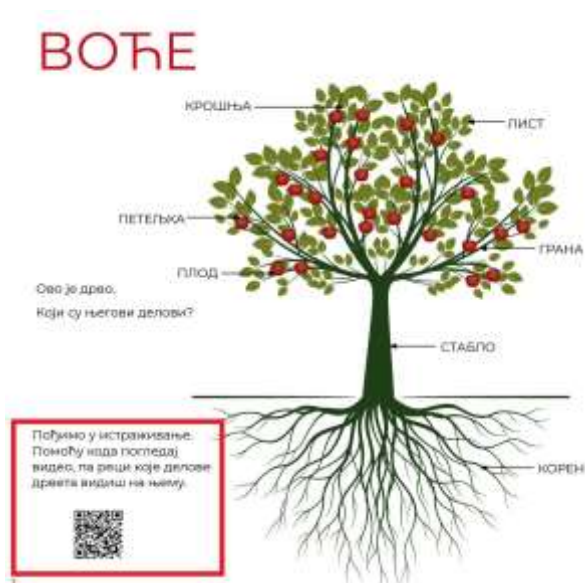 ВОЋЕ
КРОШЊА
ЛИСТ
ПЕТЕЉКА
ГРАНА
ПЛОД
Ово је дрво.
Који су његови делови?
СТАБЛО
Пођимо у истраживање.
Помоћу кода погледај
видео, па реци које делове
дрвета видиш на њему.
КОРЕН